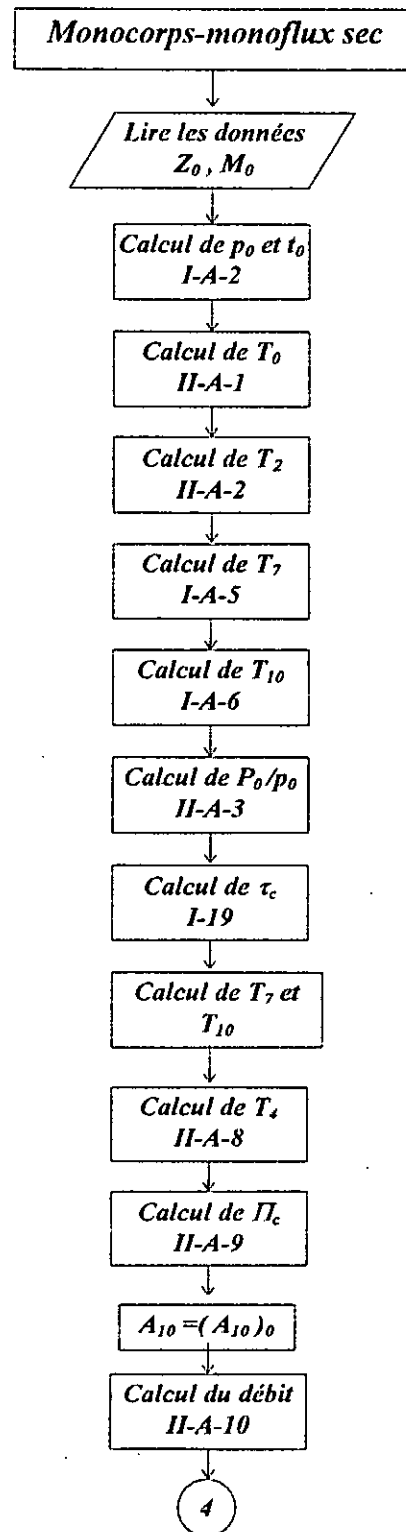 Monocorps-monoflux sec
Lire les données
Z₀ , M₀
Calcul de p₀ et t₀
I-A-2
Calcul de T₀
II-A-1
Calcul de T₂
II-A-2
Calcul de T₇
I-A-5
Calcul de T₁₀
I-A-6
Calcul de P₀/p₀
II-A-3
Calcul de τc
I-19
Calcul de T₇ et
T₁₀
Calcul de T₄
II-A-8
Calcul de Πc
II-A-9
A₁₀ =( A₁₀ )₀
Calcul du débit
II-A-10
4